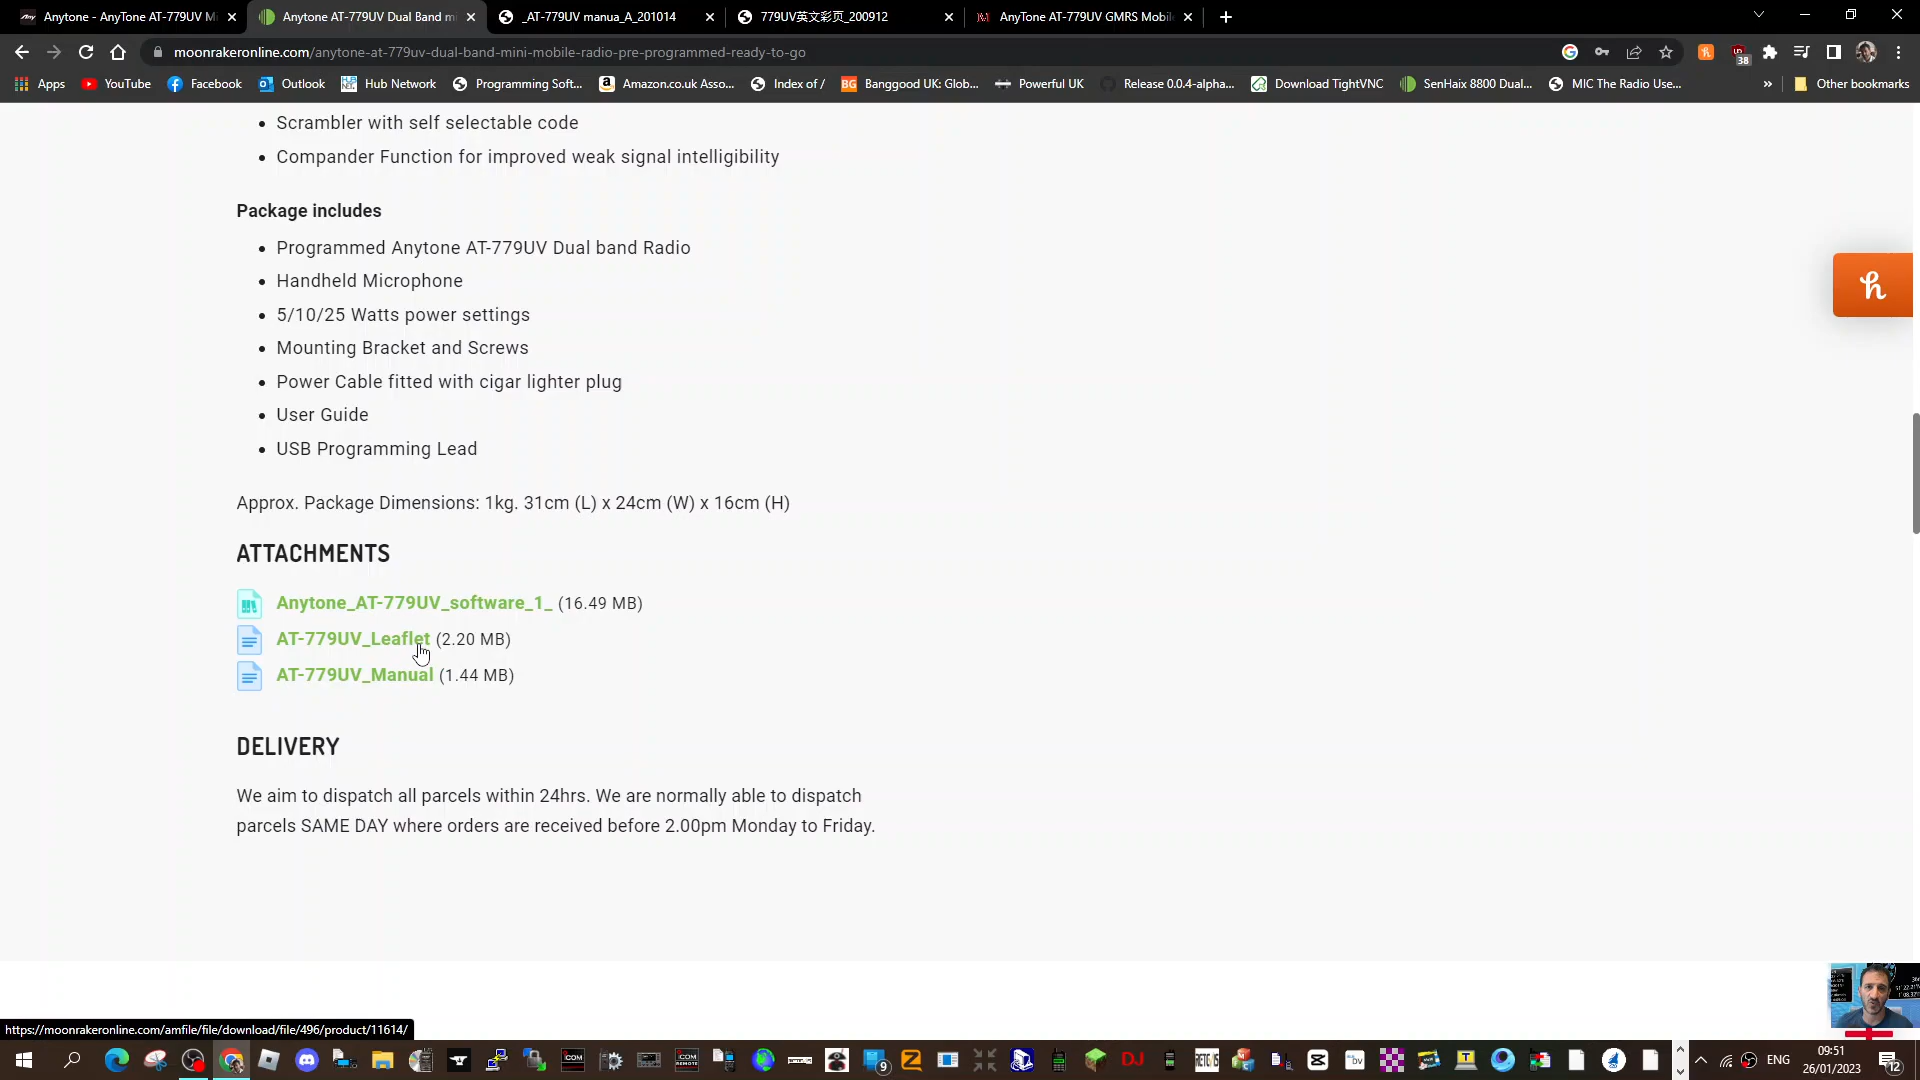 Anytone - AnyTone AT-779UV Mi
Anytone AT-779UV Dual Band mi
_AT-779UV manua_A_201014
779UV英文彩页_200912
AnyTone AT-779UV GMRS Mobil
moonrakeronline.com/anytone-at-779uv-dual-band-mini-mobile-radio-pre-programmed-ready-to-go
38
Apps
YouTube
Facebook
Outlook
Hub Network
Programming Soft...
Amazon.co.uk Asso...
Index of /
Banggood UK: Glob...
Powerful UK
Release 0.0.4-alpha...
Download TightVNC
SenHaix 8800 Dual...
MIC The Radio Use...
Other bookmarks
Scrambler with self selectable code
Compander Function for improved weak signal intelligibility
Package includes
Programmed Anytone AT-779UV Dual band Radio
Handheld Microphone
5/10/25 Watts power settings
Mounting Bracket and Screws
Power Cable fitted with cigar lighter plug
User Guide
USB Programming Lead
Approx. Package Dimensions: 1kg. 31cm (L) x 24cm (W) x 16cm (H)
ATTACHMENTS
Anytone_AT-779UV_software_1_ (16.49 MB)
AT-779UV_Leaflet (2.20 MB)
AT-779UV_Manual (1.44 MB)
DELIVERY
We aim to dispatch all parcels within 24hrs. We are normally able to dispatch
parcels SAME DAY where orders are received before 2.00pm Monday to Friday.
https://moonrakeronline.com/amfile/file/download/file/496/product/11614/
ENG
09:51
26/01/2023
12